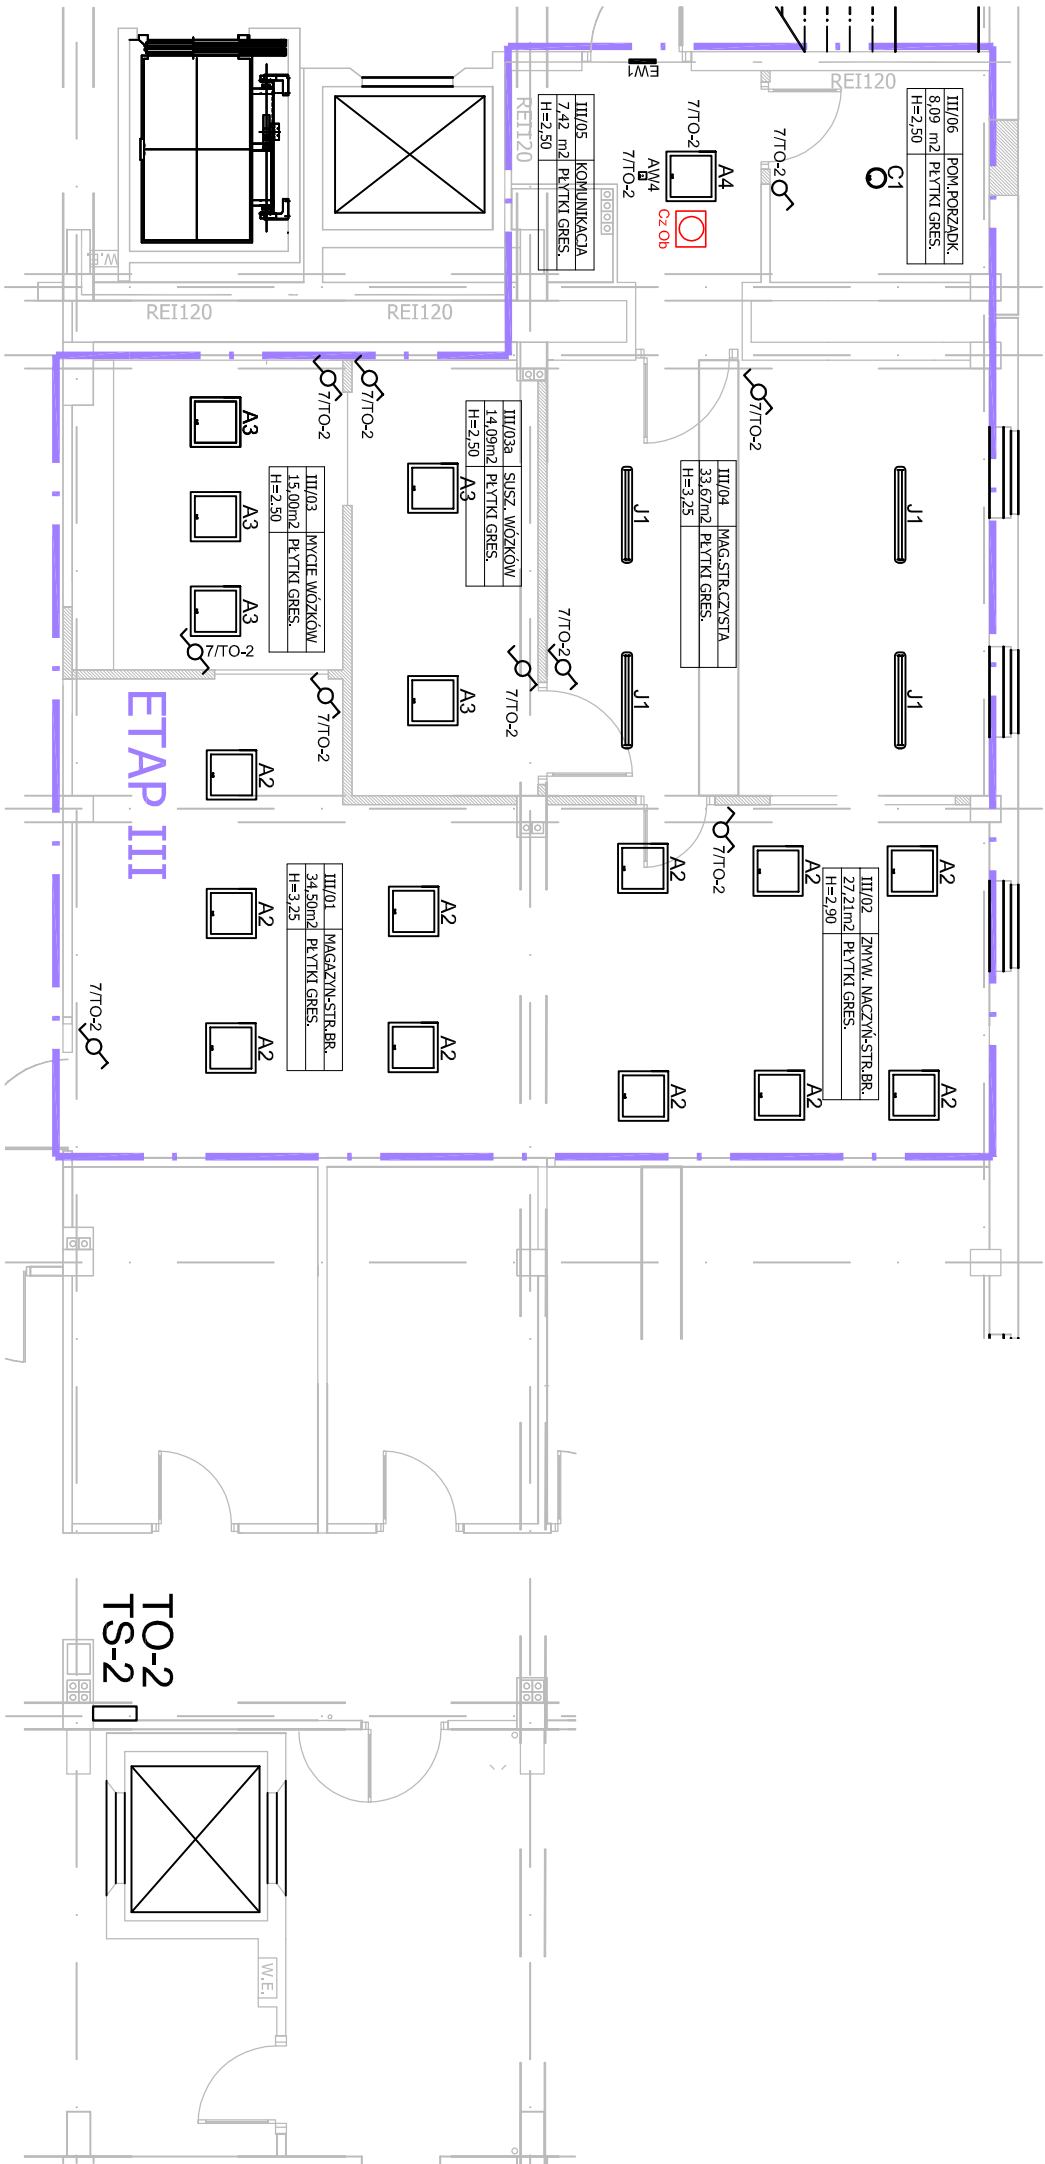 REI120
III/06 POM.PORZĄDK.
8,09 m2 PŁYTKI GRES.
H=2,50
C1
7/TO-2
EW1
A4
7/TO-2
AW4
7/TO-2
Cz Ob
III/05 KOMUNIKACJA
7,42 m2 PŁYTKI GRES.
H=2,50
REI120
W.E.
REI120
REI120
7/TO-2
7/TO-2
7/TO-2
A3
A3
A3
III/03 MYCIE WÓZKÓW
15,00m2 PŁYTKI GRES.
H=2.50
7/TO-2
III/03a SUSZ. WÓZKÓW
14,09m2 PŁYTKI GRES.
H=2,50
A3
A3
7/TO-2
7/TO-2
III/04 MAG.STR.CZYSTA
33,67m2 PŁYTKI GRES.
H=3,25
J1
J1
J1
J1
7/TO-2
ETAP III
A2
A2
A2
A2
A2
III/01 MAGAZYN-STR.BR.
34,50m2 PŁYTKI GRES.
H=3,25
7/TO-2
7/TO-2
A2
A2
A2
III/02 ZMYW. NACZYŃ-STR.BR.
27,21m2 PŁYTKI GRES.
H=2,90
A2
A2
A2
TO-2
TS-2
W.E.